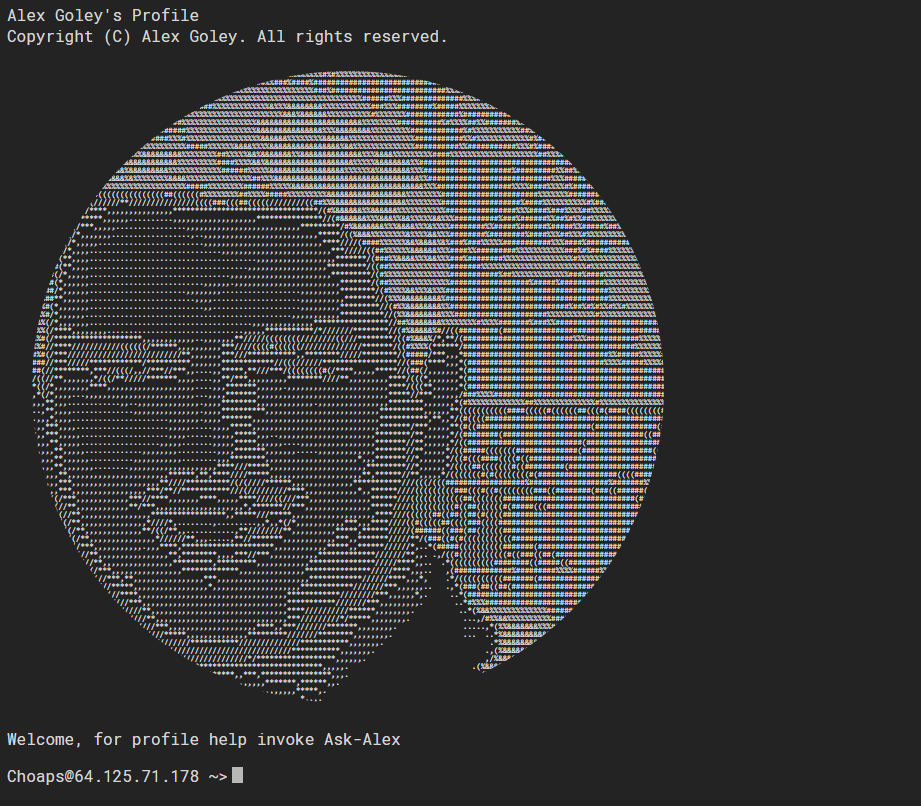 Alex Goley's Profile
Copyright (C) Alex Goley. All rights reserved.
Welcome, for profile help invoke Ask-Alex
Choaps@64.125.71.178 ~>